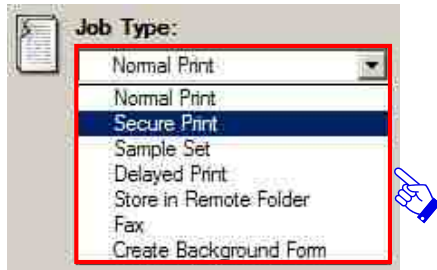 Job Type:
Normal Print
Normal Print
Secure Print
Sample Set
Delayed Print
Store in Remote Folder
Fax
Create Background Form